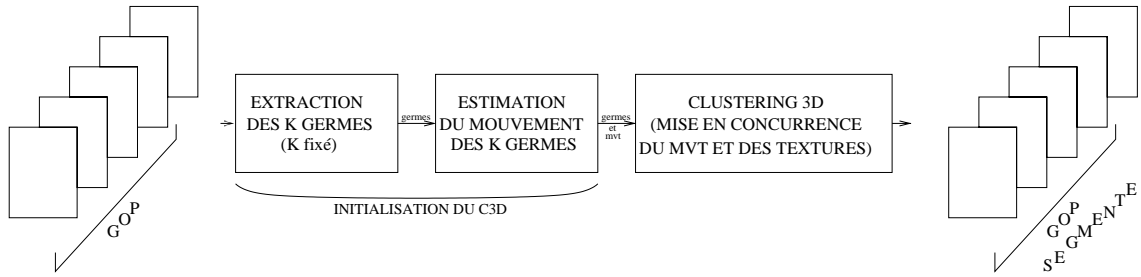 GOP
EXTRACTION
DES K GERMES
(K fixé)
germes
ESTIMATION
DU MOUVEMENT
DES K GERMES
germes
et
mvt
CLUSTERING 3D
(MISE EN CONCURRENCE
DU MVT ET DES TEXTURES)
INITIALISATION DU C3D
GOP
SEGMENTE